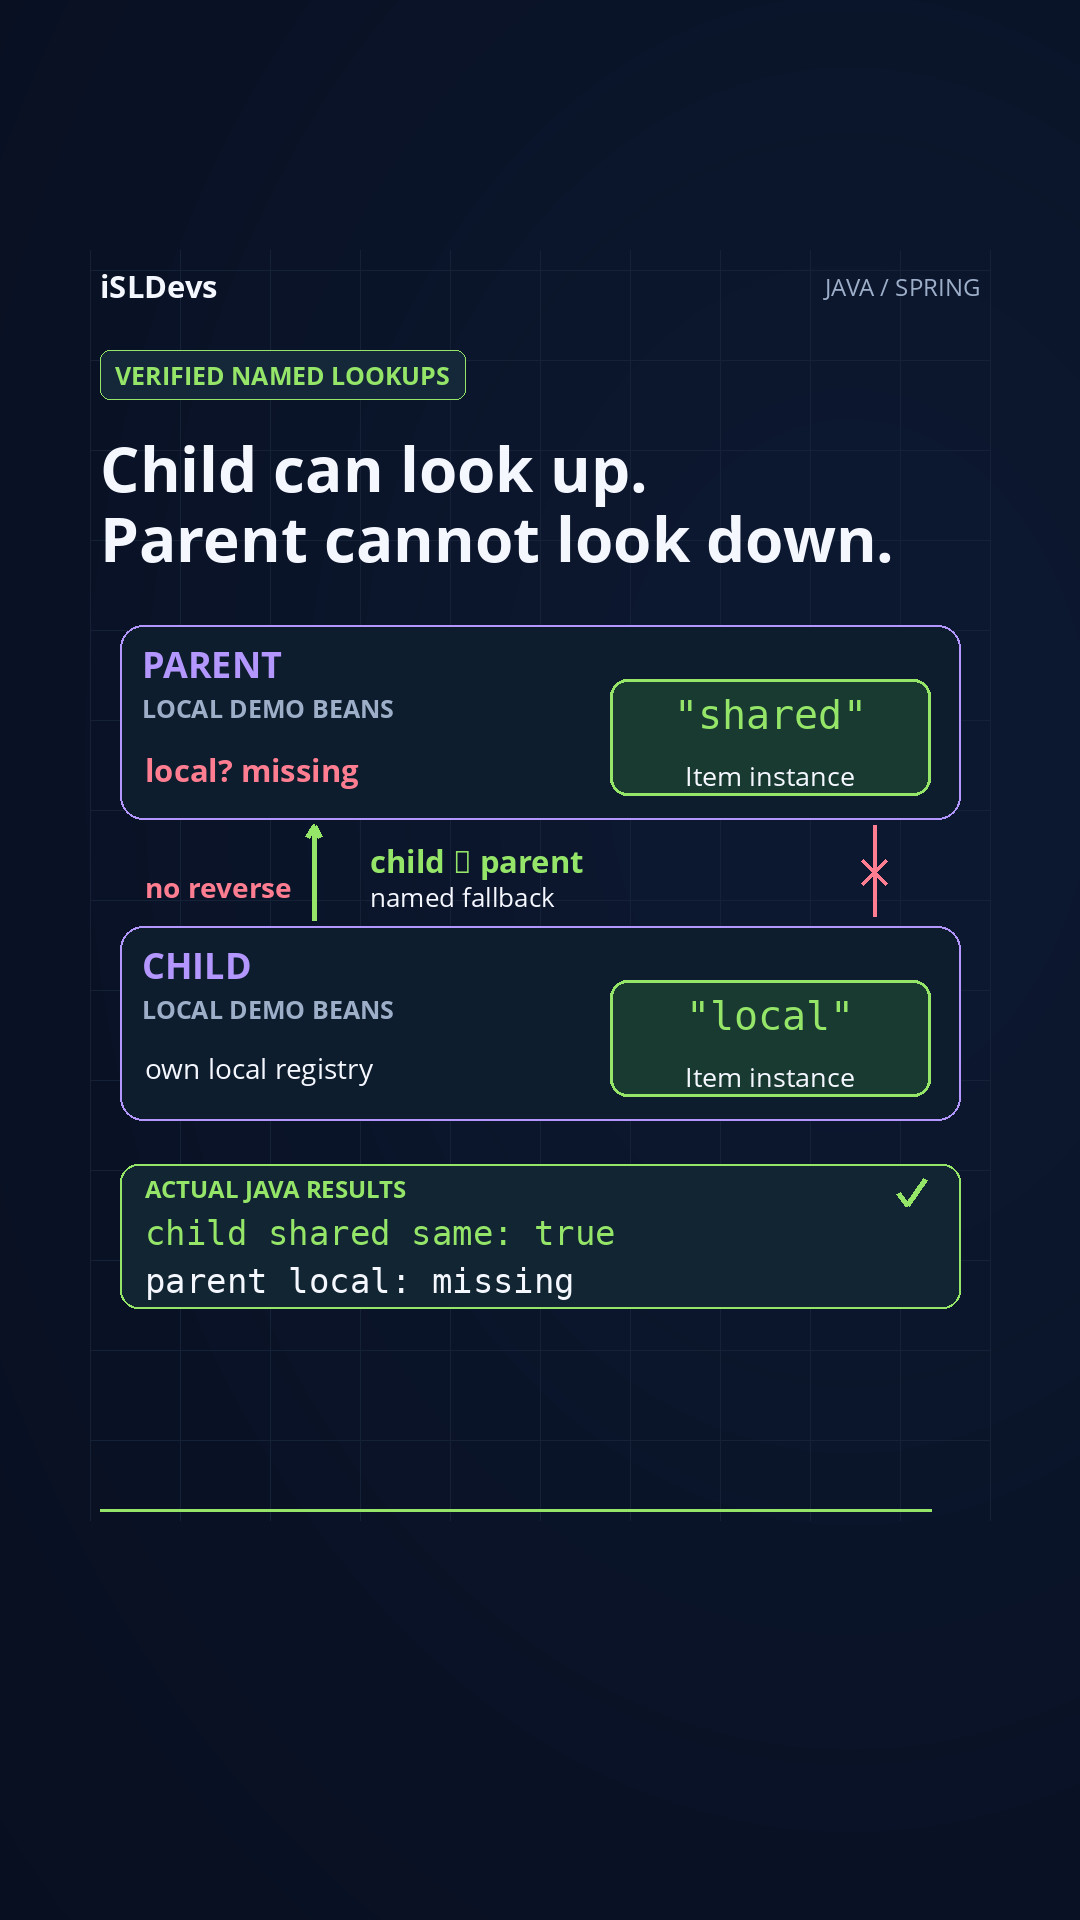 iSLDevs
JAVA / SPRING
VERIFIED NAMED LOOKUPS
Child can look up.
Parent cannot look down.
PARENT
LOCAL DEMO BEANS
local? missing
"shared"
Item instance
no reverse
child ▯ parent
named fallback
CHILD
LOCAL DEMO BEANS
own local registry
"local"
Item instance
ACTUAL JAVA RESULTS
child shared same: true
parent local: missing